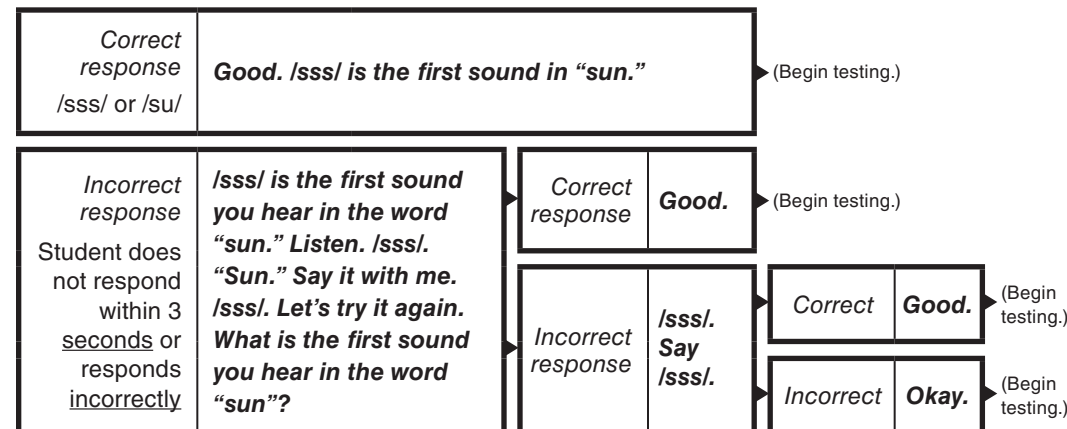 Correct
response
/sss/ or /su/
Good. /sss/ is the first sound in “sun.”
(Begin testing.)
Incorrect
response
Student does
not respond
within 3
seconds or
responds
incorrectly
/sss/ is the first sound
you hear in the word
“sun.” Listen. /sss/.
“Sun.” Say it with me.
/sss/. Let’s try it again.
What is the first sound
you hear in the word
“sun”?
Correct
response
Good.
(Begin testing.)
Incorrect
response
/sss/.
Say
/sss/.
Correct
Good.
(Begin
testing.)
Incorrect
Okay.
(Begin
testing.)